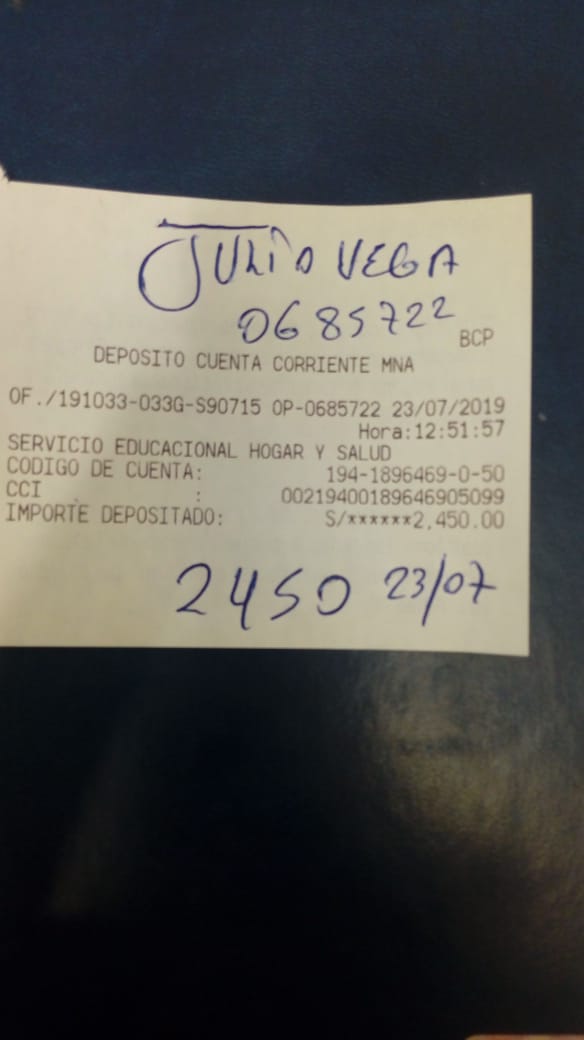 JULIO VEGA
0685722
BCP
DEPOSITO CUENTA CORRIENTE MNA
OF./191033-033G-S90715 OP-0685722 23/07/2019
Hora:12:51:57
SERVICIO EDUCACIONAL HOGAR Y SALUD
CODIGO DE CUENTA: 194-1896469-0-50
CCI : 00219400189646905099
IMPORTE DEPOSITADO: S/******2,450.00
2450 23/07